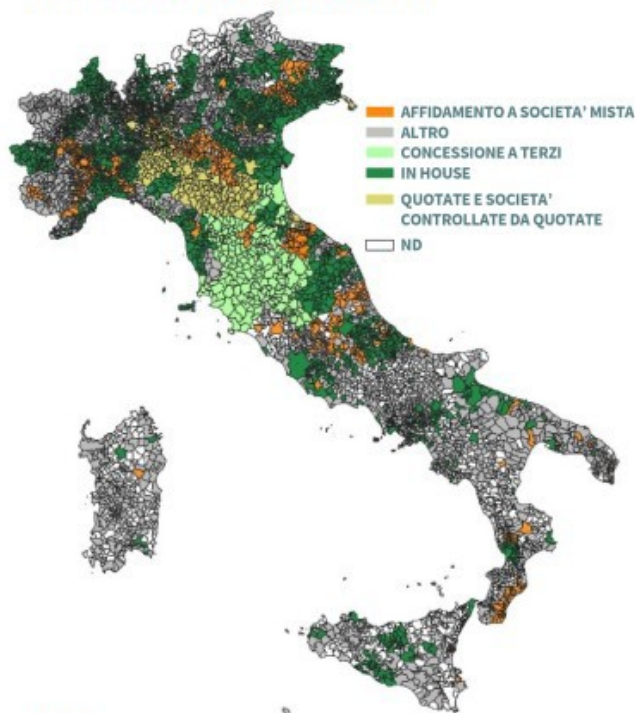 AFFIDAMENTO A SOCIETA' MISTA
ALTRO
CONCESSIONE A TERZI
IN HOUSE
QUOTATE E SOCIETA'
CONTROLLATE DA QUOTATE
ND